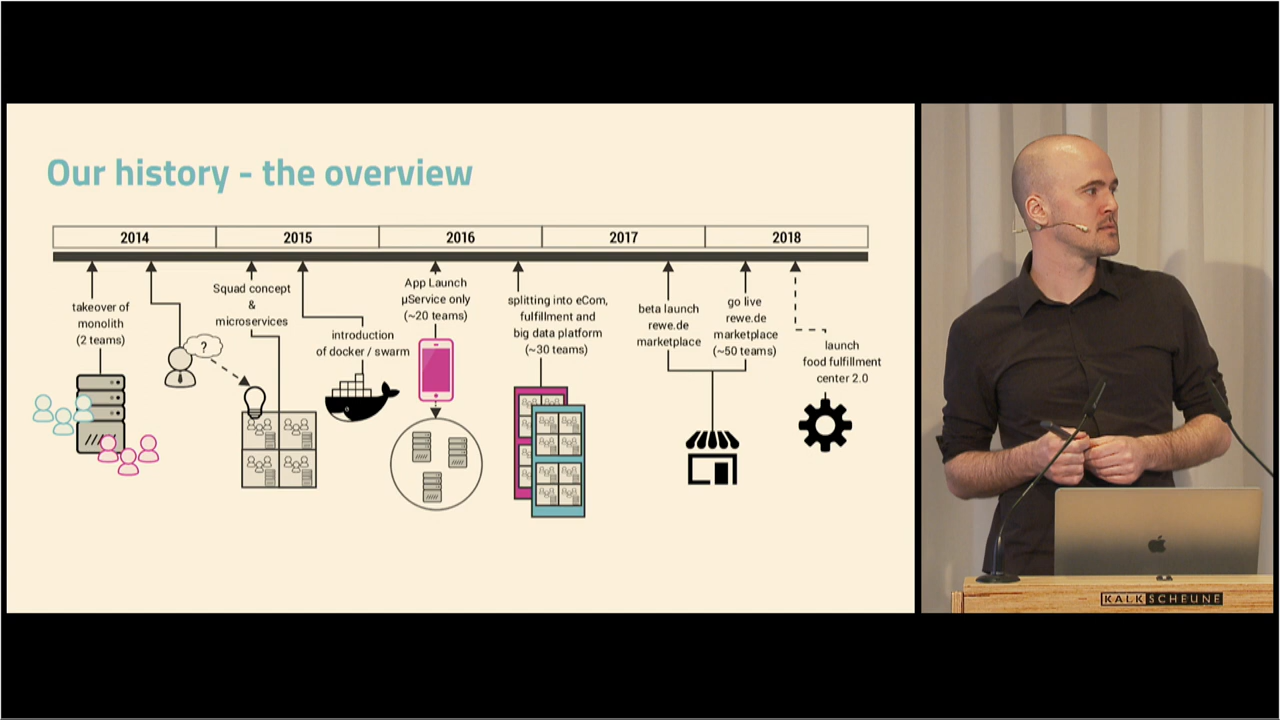 Our history - the overview
2014
2015
2016
2017
2018
takeover of
monolith
(2 teams)
?
Squad concept
&
microservices
introduction
of docker / swarm
App Launch
µService only
(~20 teams)
splitting into eCom,
fulfillment and
big data platform
(~30 teams)
beta launch
rewe.de
marketplace
go live
rewe.de
marketplace
(~50 teams)
launch
food fulfillment
center 2.0
KALKSCHEUNE